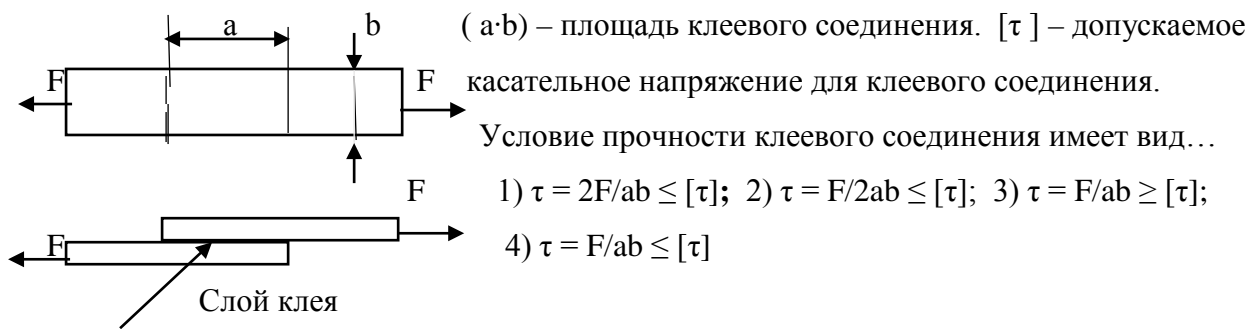 a b ( a·b) – площадь клеевого соединения. [τ ] – допускаемое
F F касательное напряжение для клеевого соединения.
Условие прочности клеевого соединения имеет вид…
F 1) τ = 2F/ab ≤ [τ]; 2) τ = F/2ab ≤ [τ]; 3) τ = F/ab ≥ [τ];
F 4) τ = F/ab ≤ [τ]
Слой клея